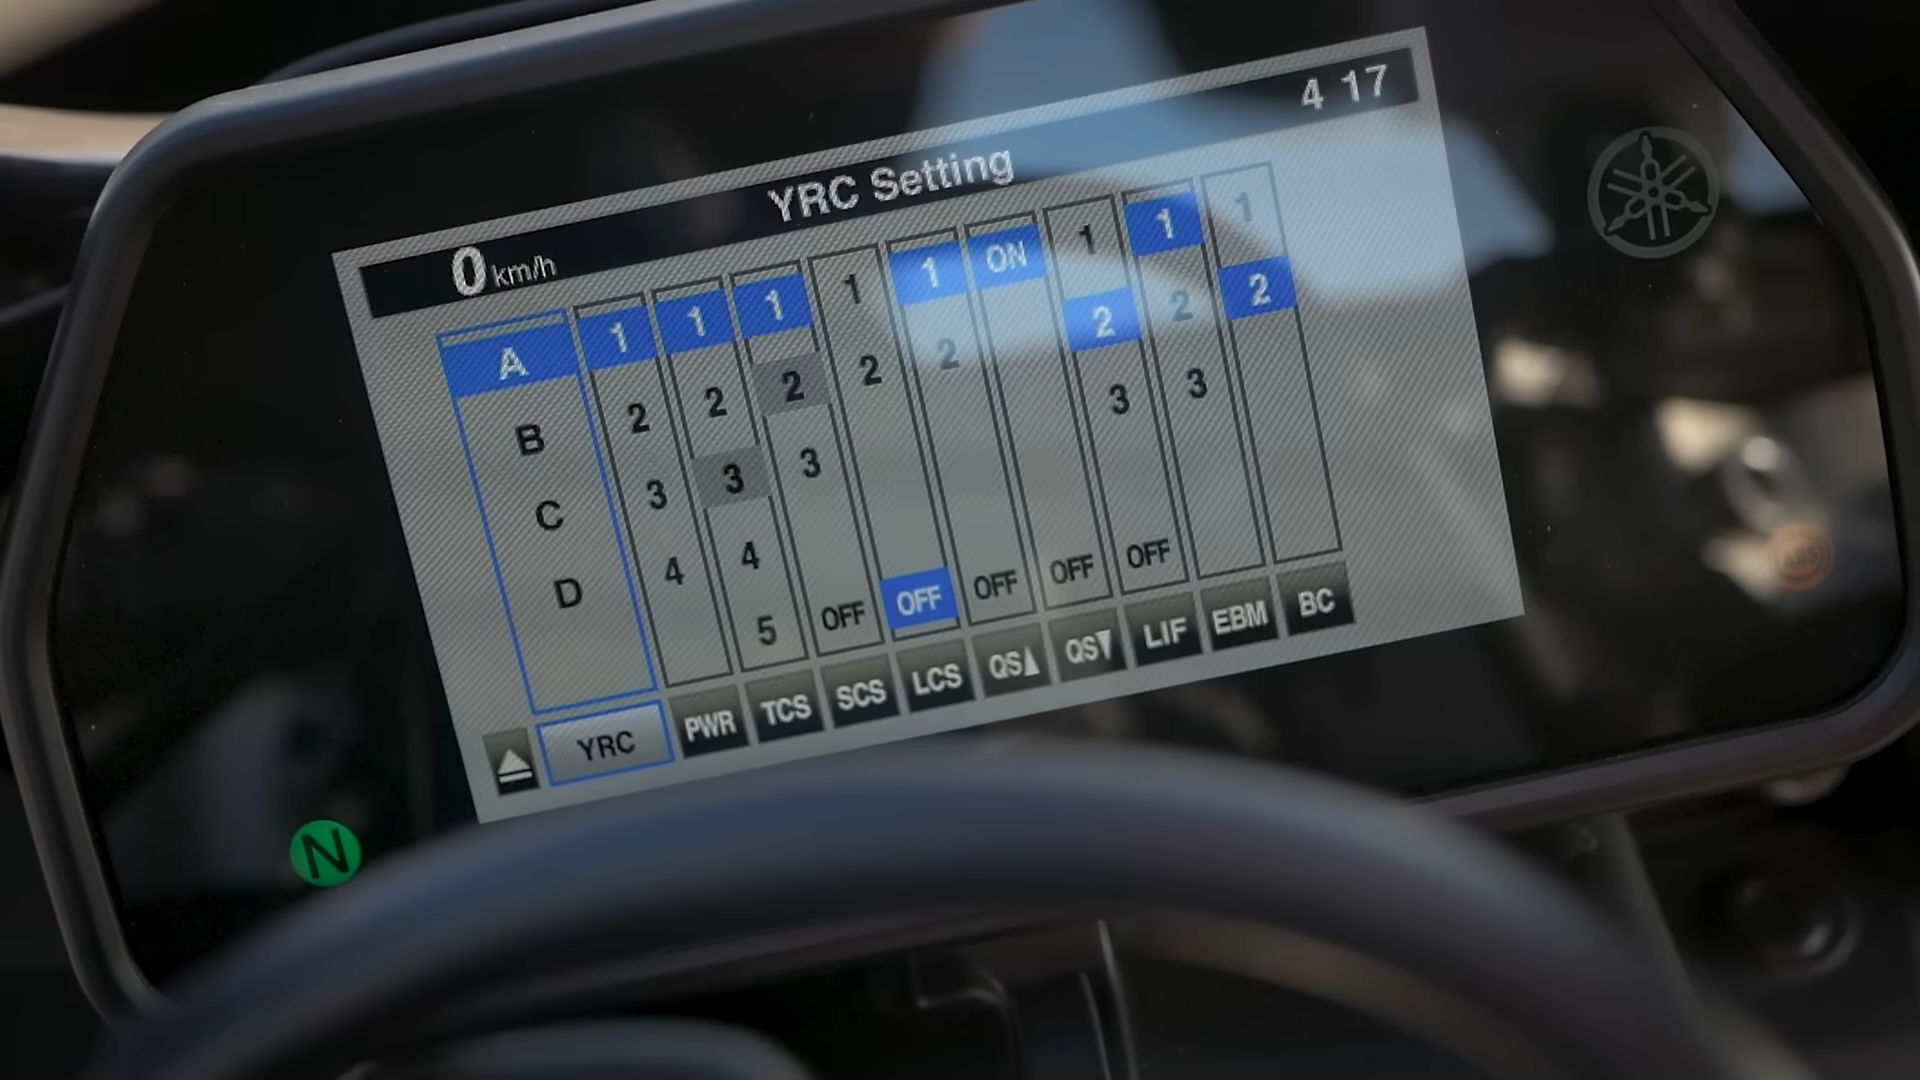 YRC Setting
4 17
0 km/h
A 1 1 1 1 1 ON 1 1 1
B 2 2 2 2 2 2 2 2
C 3 3 3 3 3
D 4 4
5 OFF OFF OFF OFF OFF
YRC PWR TCS SCS LCS QS▲ QS▼ LIF EBM BC
N